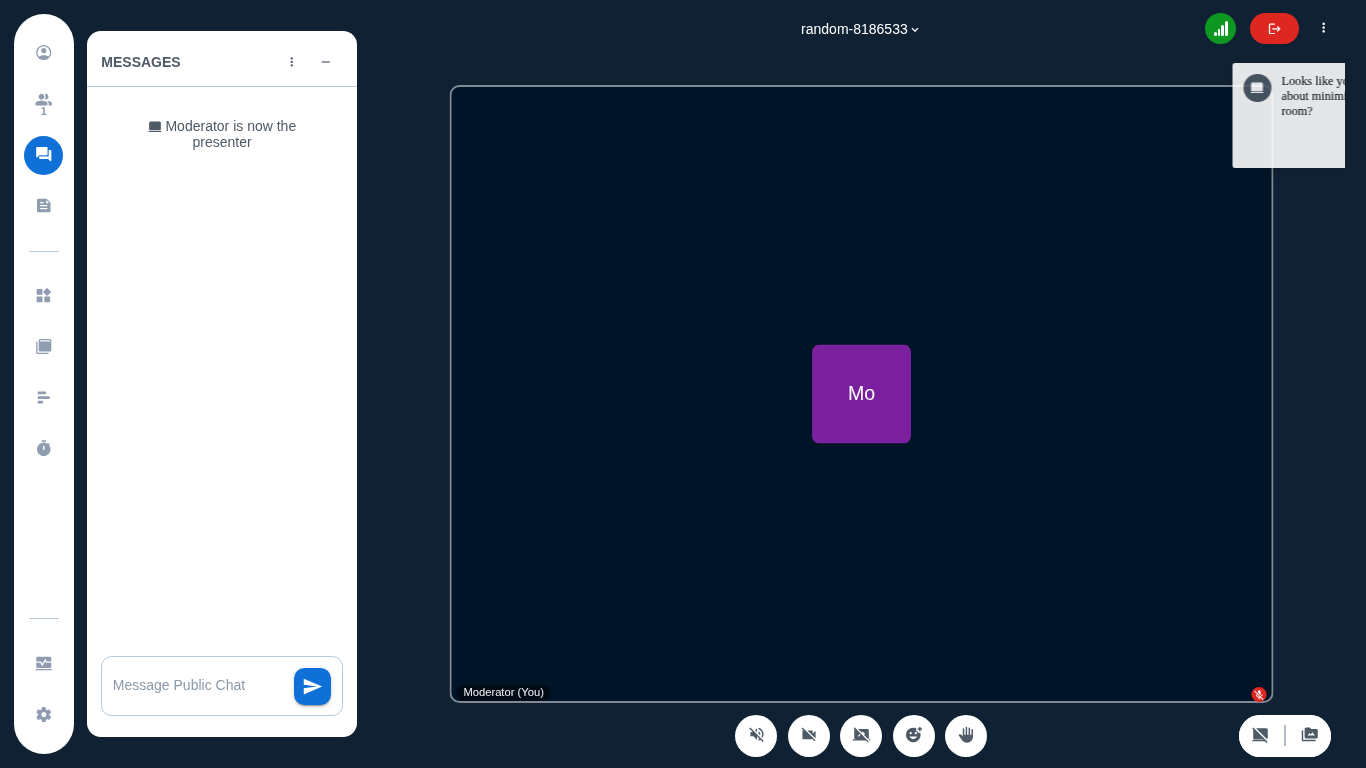 random-8186533
MESSAGES
Looks like
about
room?
1
Moderator is now the
presenter
Mo
Message Public Chat
Moderator (You)